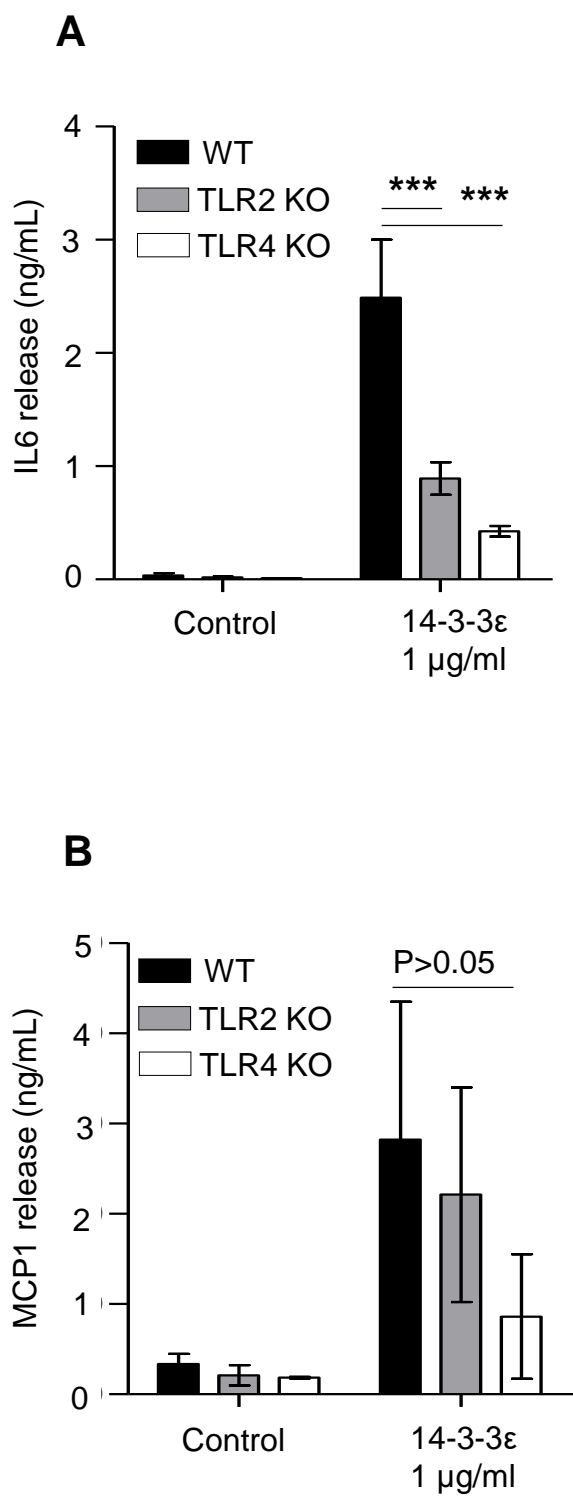 A
4
3
2
1
0
IL6 release (ng/mL)
WT
TLR2 KO
TLR4 KO
*** ***
Control
14-3-3ε
1 µg/ml
B
5
4
3
2
1
0
MCP1 release (ng/mL)
WT
TLR2 KO
TLR4 KO
P>0.05
Control
14-3-3ε
1 µg/ml